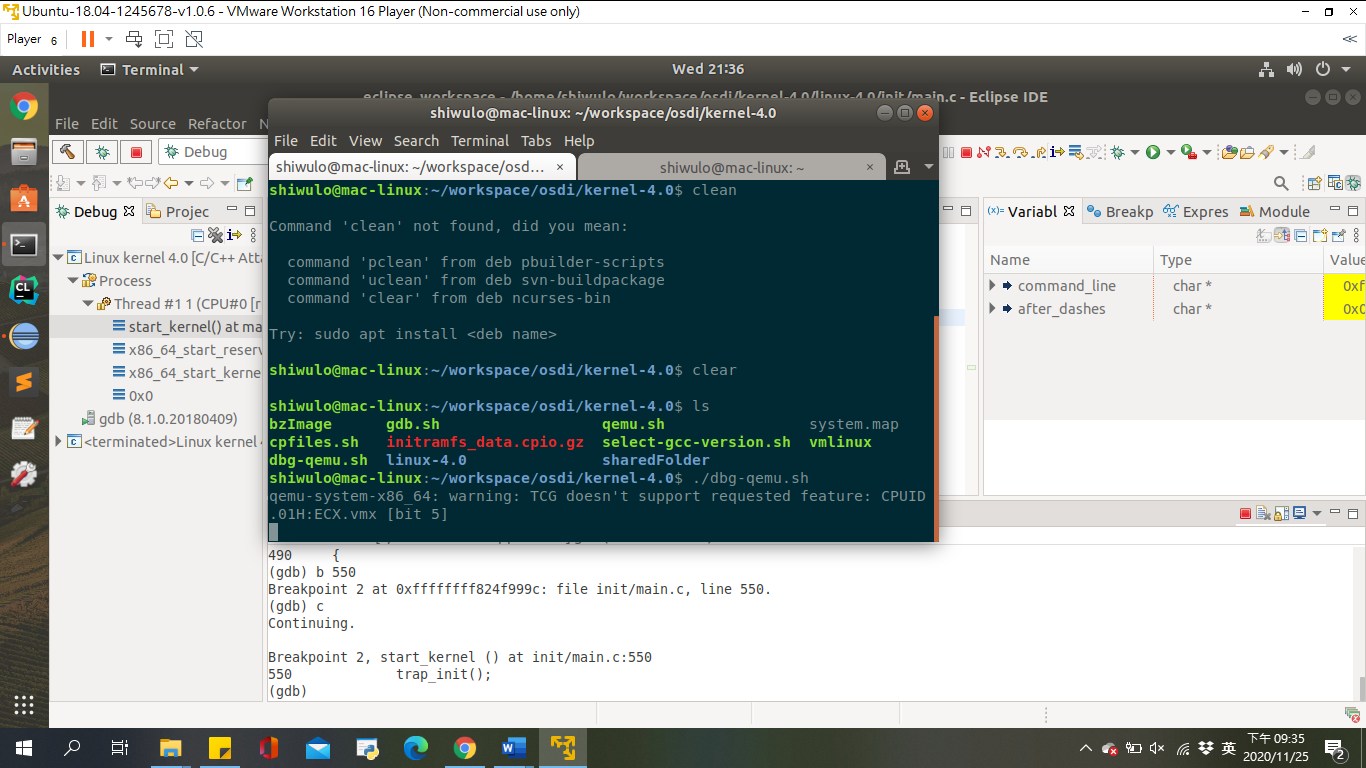 Ubuntu-18.04-1245678-v1.0.6 - VMware Workstation 16 Player (Non-commercial use only)
Player 6
Activities Terminal Wed 21:36
eclipse_workspace - /home/shiwulo/workspace/osdi/kernel-4.0/linux-4.0/init/main.c - Eclipse IDE
File Edit Source Refactor N
Debug
Debug Projec
Linux kernel 4.0 [C/C++ Atta
Process
Thread #1 1 (CPU#0 [r
start_kernel() at ma
x86_64_start_reserv
x86_64_start_kerne
0x0
gdb (8.1.0.20180409)
<terminated>Linux kernel 4
shiwulo@mac-linux: ~/workspace/osdi/kernel-4.0
File Edit View Search Terminal Tabs Help
shiwulo@mac-linux: ~/workspace/osd... × shiwulo@mac-linux: ~ ×
shiwulo@mac-linux:~/workspace/osdi/kernel-4.0$ clean
Command 'clean' not found, did you mean:
command 'pclean' from deb pbuilder-scripts
command 'uclean' from deb svn-buildpackage
command 'clear' from deb ncurses-bin
Try: sudo apt install <deb name>
shiwulo@mac-linux:~/workspace/osdi/kernel-4.0$ clear
shiwulo@mac-linux:~/workspace/osdi/kernel-4.0$ ls
bzImage gdb.sh qemu.sh system.map
cpfiles.sh initramfs_data.cpio.gz select-gcc-version.sh vmlinux
dbg-qemu.sh linux-4.0 sharedFolder
shiwulo@mac-linux:~/workspace/osdi/kernel-4.0$ ./dbg-qemu.sh
qemu-system-x86_64: warning: TCG doesn't support requested feature: CPUID
.01H:ECX.vmx [bit 5]
(x)= Variabl Breakp Expres Module
Name Type Value
command_line char * 0xf
after_dashes char * 0x0
490 {
(gdb) b 550
Breakpoint 2 at 0xffffffff824f999c: file init/main.c, line 550.
(gdb) c
Continuing.
Breakpoint 2, start_kernel () at init/main.c:550
550 trap_init();
(gdb)
英 下午 09:35
2020/11/25
2